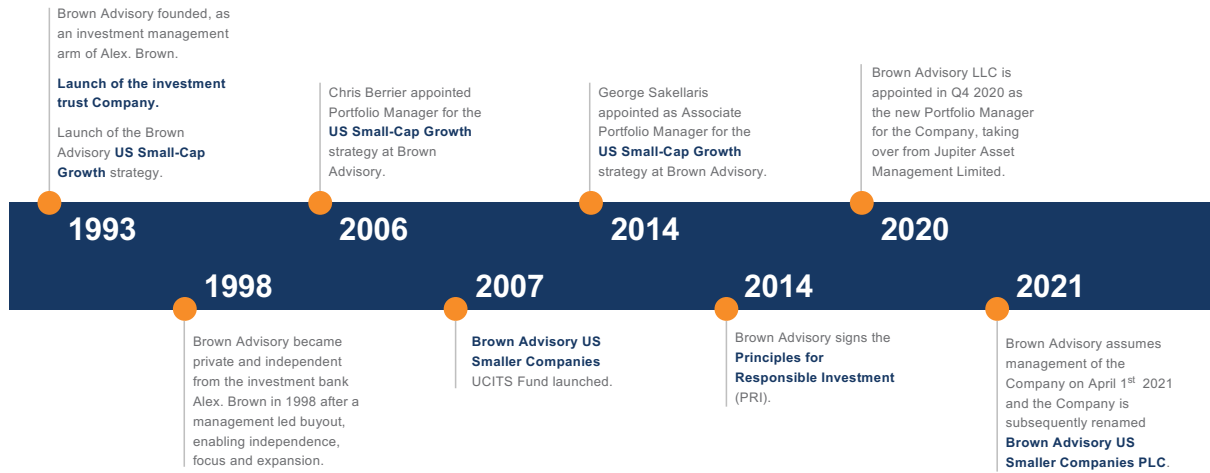 Brown Advisory founded, as
an investment management
arm of Alex. Brown.
Launch of the investment
trust Company.
Launch of the Brown
Advisory US Small-Cap
Growth strategy.
1993
Brown Advisory became
private and independent
from the investment bank
Alex. Brown in 1998 after a
management led buyout,
enabling independence,
focus and expansion.
1998
Chris Berrier appointed
Portfolio Manager for the
US Small-Cap Growth
strategy at Brown
Advisory.
2006
2007
Brown Advisory US
Smaller Companies
UCITS Fund launched.
George Sakellaris
appointed as Associate
Portfolio Manager for the
US Small-Cap Growth
strategy at Brown Advisory.
2014
2014
Brown Advisory signs the
Principles for
Responsible Investment
(PRI).
Brown Advisory LLC is
appointed in Q4 2020 as
the new Portfolio Manager
for the Company, taking
over from Jupiter Asset
Management Limited.
2020
2021
Brown Advisory assumes
management of the
Company on April 1st 2021
and the Company is
subsequently renamed
Brown Advisory US
Smaller Companies PLC.